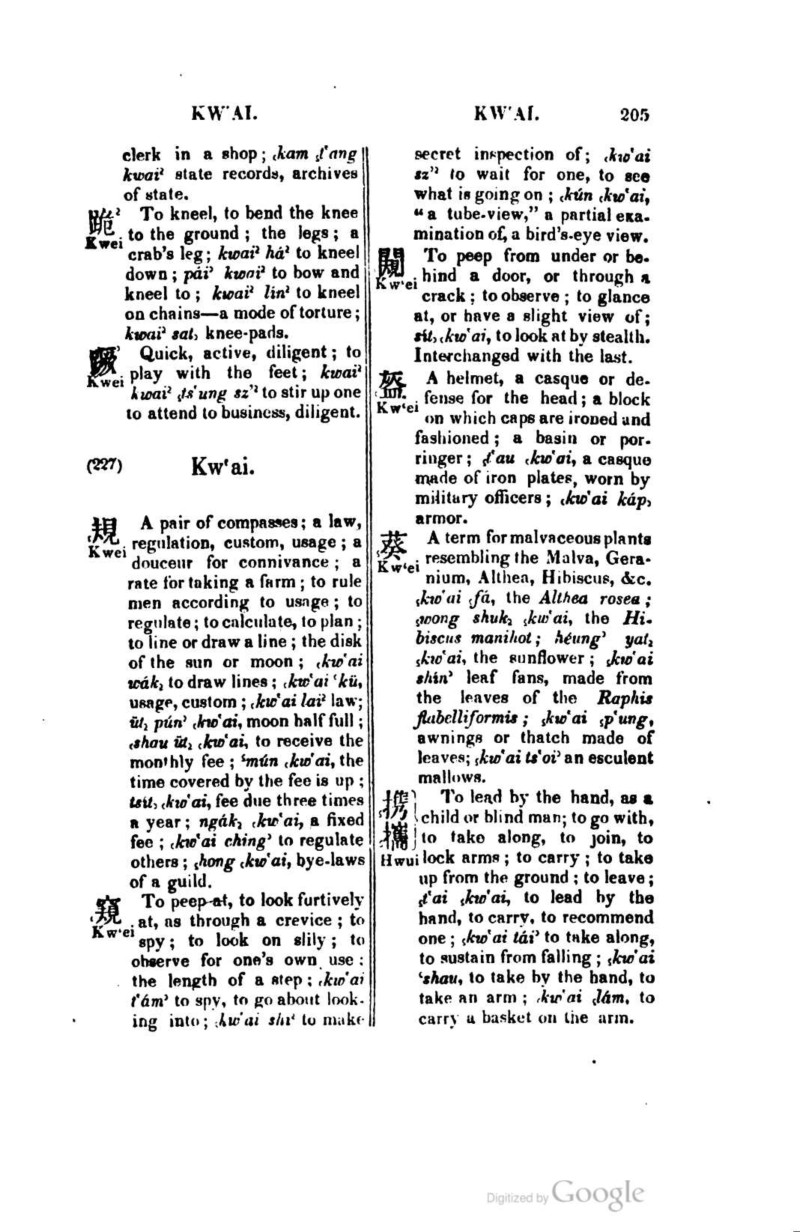 KW'AI.
KW'AI.
205
clerk in a shop; ‚kam ‚t'ang
kwai² state records, archives
of state.
跪² To kneel, to bend the knee
Kwei. to the ground; the legs; a
crab's leg; kwai² há² to kneel
down; pái' kwai² to bow and
kneel to; kwai² lin² to kneel
on chains—a mode of torture;
kwai² sat, knee-pads.
Quick, active, diligent; to
Kwei play with the feet; kwai²
kwai² ‚ts'ung sz'² to stir up one
to attend to business, diligent.
(227) Kw'ai.
規 A pair of compasses; a law,
Kwei regulation, custom, usage; a
douceur for connivance; a
rate for taking a farm; to rule
men according to usage; to
regulate; to calculate, to plan;
to line or draw a line; the disk
of the sun or moon; ‚kw'ai
wák, to draw lines; ‚kw'ai 'kü,
usage, custom; ‚kw'ai lai² law;
üt, pún' ‚kw'ai, moon half full;
‚shau üt, ‚kw'ai, to receive the
monthly fee; 'mún ‚kw'ai, the
time covered by the fee is up;
tsít, ‚kw'ai, fee due three times
a year; ngák, ‚kw'ai, a fixed
fee; ‚kw'ai ching' to regulate
others; ‚hong ‚kw'ai, bye-laws
of a guild.
窺 To peep at, to look furtively
Kw'ei. at, as through a crevice; to
spy; to look on slily; to
observe for one's own use;
the length of a step; ‚kw'ai
t'ám' to spy, to go about look-
ing into; ‚kw'ai shi² to make
secret inspection of; ‚kw'ai
sz'² to wait for one, to see
what is going on; ‚kún ‚kw'ai,
"a tube-view," a partial exa-
mination of, a bird's-eye view.
闚 To peep from under or be-
Kw'ei. hind a door, or through a
crack; to observe; to glance
at, or have a slight view of;
sít, ‚kw'ai, to look at by stealth.
Interchanged with the last.
盔 A helmet, a casque or de-
Kw'ei. fense for the head; a block
on which caps are ironed and
fashioned; a basin or por-
ringer; ‚t'au ‚kw'ai, a casque
made of iron plates, worn by
military officers; ‚kw'ai káp,
armor.
葵 A term for malvaceous plants
Kw'ei. resembling the Malva, Gera-
nium, Althea, Hibiscus, &c.
‚kw'ai ‚fá, the Althea rosea;
‚wong shuk, ‚kw'ai, the Hi-
biscus manihot; héung' yat,
‚kw'ai, the sunflower; ‚kw'ai
shin' leaf fans, made from
the leaves of the Raphis
flabelliformis; ‚kw'ai ‚p'ung,
awnings or thatch made of
leaves; ‚kw'ai ts'oi' an esculent
mallows.
携 To lead by the hand, as a
child or blind man; to go with,
攜 to take along, to join, to
Hwui lock arms; to carry; to take
up from the ground; to leave;
‚t'ai ‚kw'ai, to lead by the
hand, to carry, to recommend
one; ‚kw'ai tái' to take along,
to sustain from falling; ‚kw'ai
'shau, to take by the hand, to
take an arm; ‚kw'ai ‚lám, to
carry a basket on the arm.
Digitized by Google